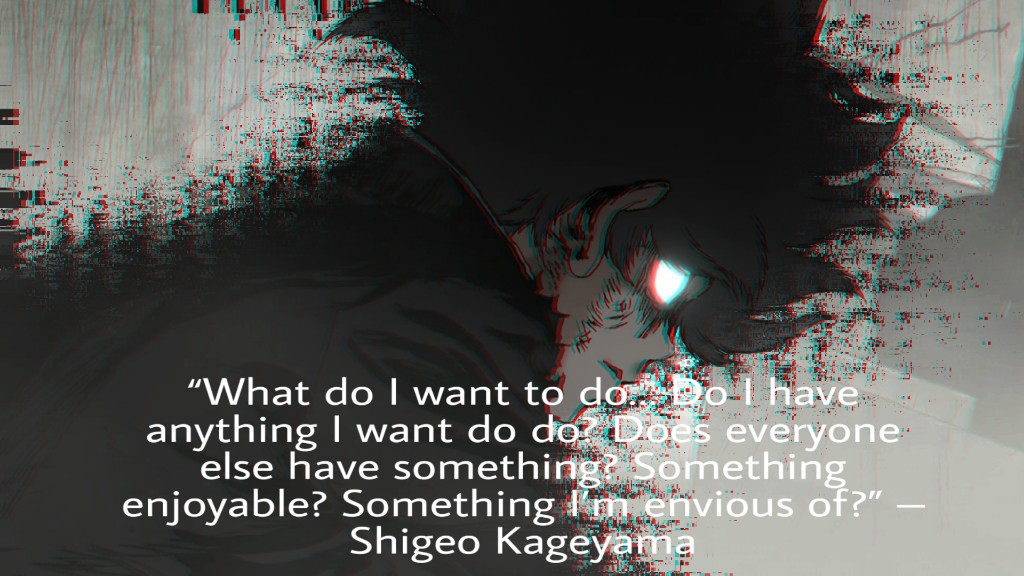 “What do I want to do.” Do I have
anything I want do do? Does everyone
else have something? Something
enjoyable? Something I’m envious of?” —
Shigeo Kageyama